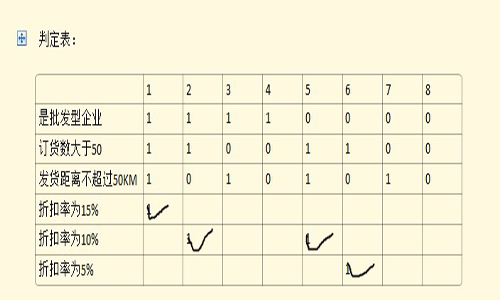 判定表：
1 2 3 4 5 6 7 8
是批发型企业 1 1 1 1 0 0 0 0
订货数大于50 1 1 0 0 1 1 0 0
发货距离不超过50KM 1 0 1 0 1 0 1 0
折扣率为15% 1
折扣率为10% 1 1
折扣率为5% 1